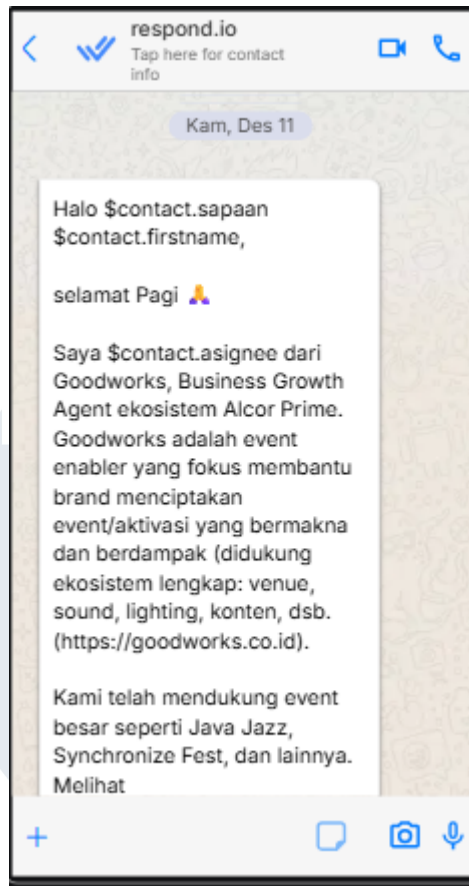 respond.io
Tap here for contact
info
Kam, Des 11
Halo $contact.sapaan
$contact.firstname,
selamat Pagi 🙏
Saya $contact.asignee dari
Goodworks, Business Growth
Agent ekosistem Alcor Prime.
Goodworks adalah event
enabler yang fokus membantu
brand menciptakan
event/aktivasi yang bermakna
dan berdampak (didukung
ekosistem lengkap: venue,
sound, lighting, konten, dsb.
(https://goodworks.co.id).
Kami telah mendukung event
besar seperti Java Jazz,
Synchronize Fest, dan lainnya.
Melihat